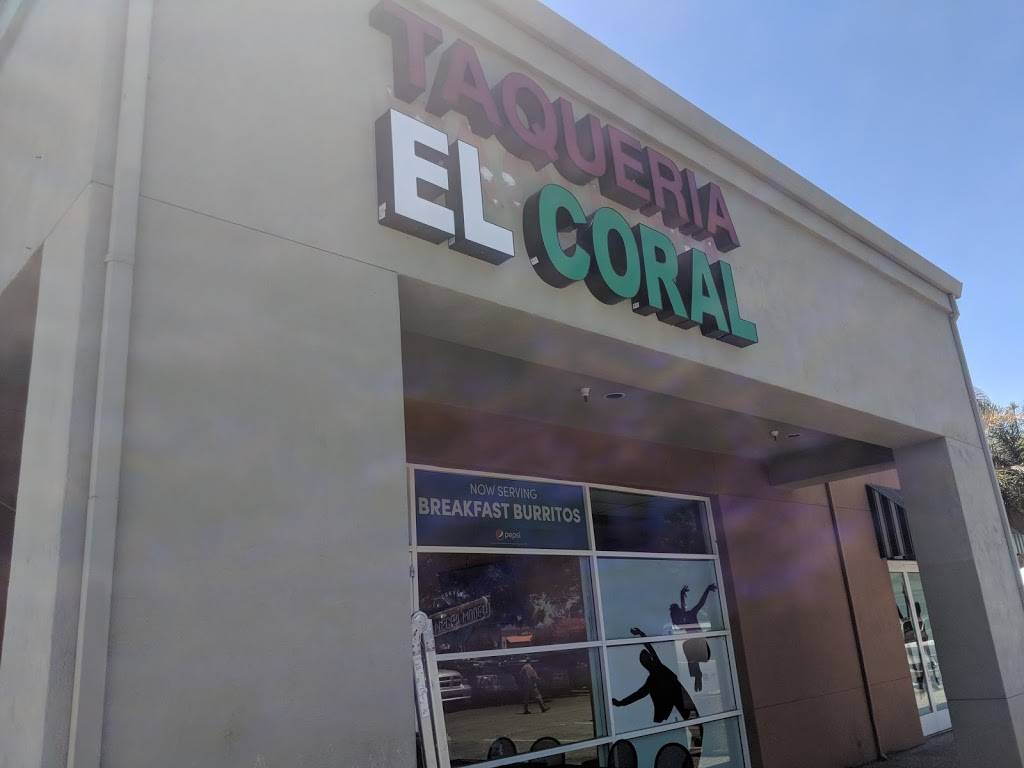 TAQUERIA
EL CORAL
NOW SERVING
BREAKFAST BURRITOS
pepsi